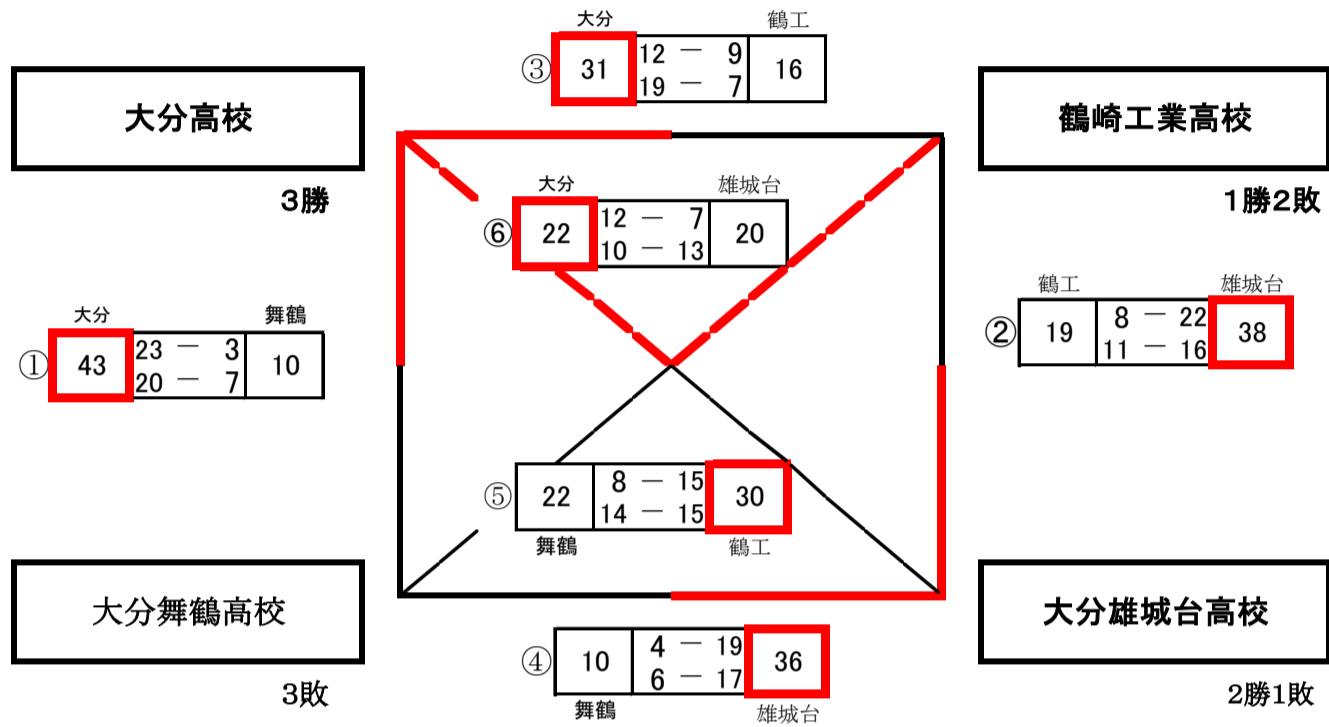 大分 鶴工
③ 31 12 － 9 16
19 － 7
大分高校 鶴崎工業高校
3勝 1勝2敗
大分 雄城台
⑥ 22 12 － 7 20
10 － 13
大分 舞鶴
① 43 23 － 3 10
20 － 7
鶴工 雄城台
② 19 8 － 22 38
11 － 16
⑤ 22 8 － 15 30
14 － 15
舞鶴 鶴工
大分舞鶴高校 大分雄城台高校
3敗 2勝1敗
④ 10 4 － 19 36
6 － 17
舞鶴 雄城台